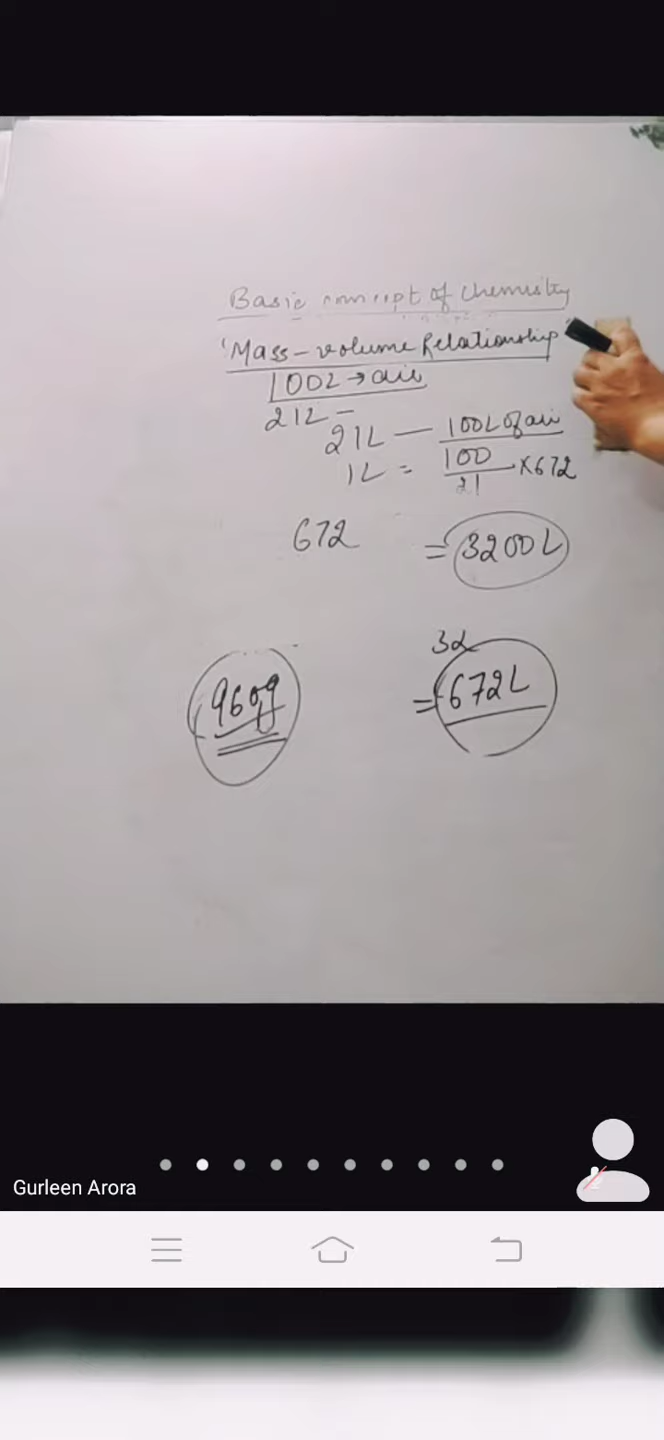 Basic concept of Chemistry
'Mass - volume Relationship'
100L → air
21L -
21L — 100L of air
1L = 100/21 × 672
672 = 3200L
32
960g = 672L
Gurleen Arora